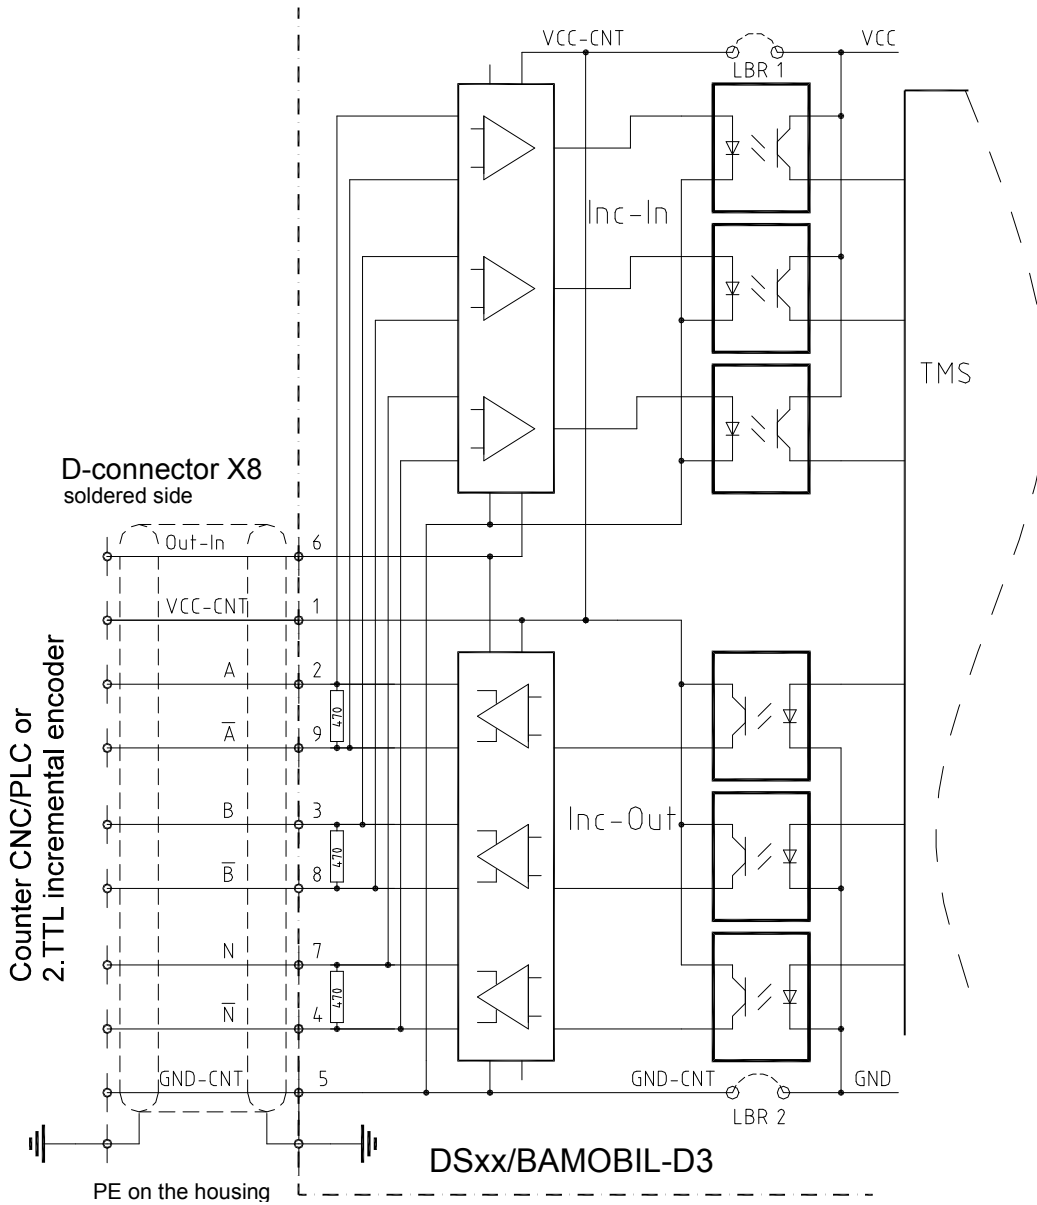 VCC-CNT
VCC
LBR 1
Inc-In
TMS
D-connector X8
soldered side
Out-In 6
VCC-CNT 1
A 2
470
A̅ 9
B 3
470
B̅ 8
Inc-Out
N 7
470
N̅ 4
GND-CNT 5
GND-CNT
GND
LBR 2
Counter CNC/PLC or
2.TTL incremental encoder
DSxx/BAMOBIL-D3
PE on the housing